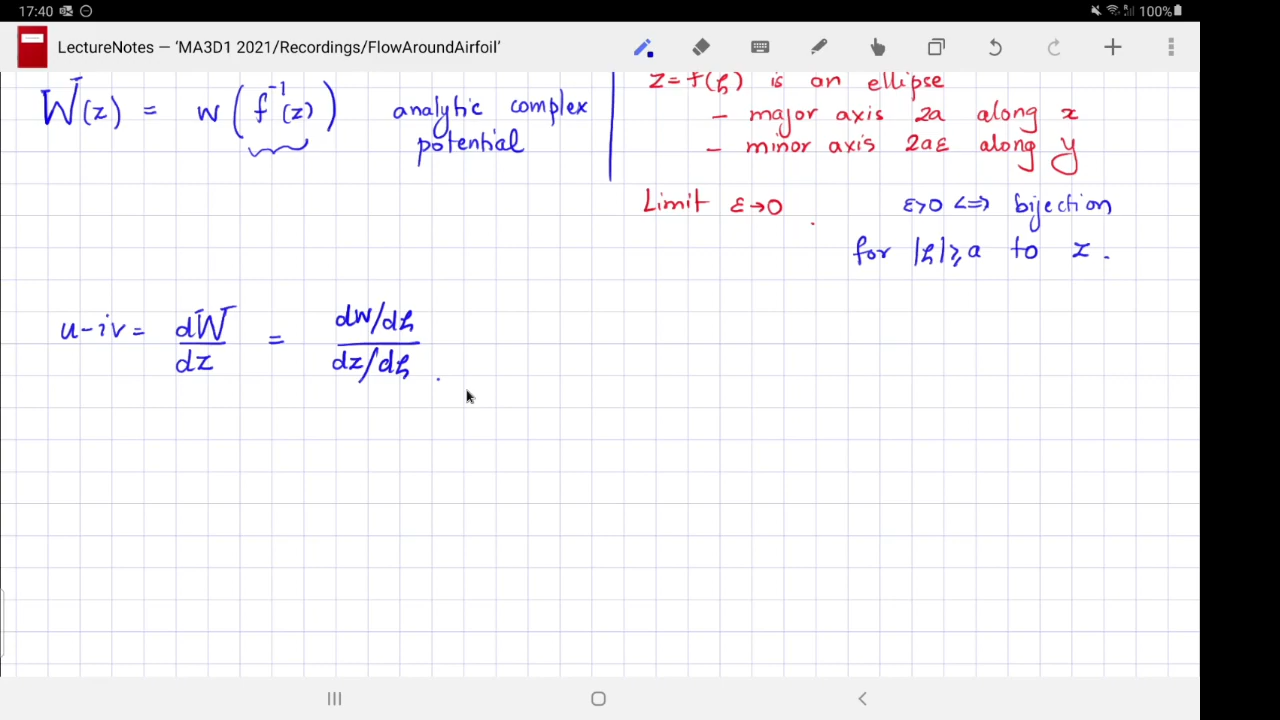 17:40
100%
LectureNotes — ‘MA3D1 2021/Recordings/FlowAroundAirfoil’
W(z) = w(f⁻¹(z)) analytic complex
potential
z = f(ζ) is an ellipse
- major axis 2a along x
- minor axis 2aε along y
Limit ε→0 .
ε>0 <=> bijection
for |ζ|⩾a to z.
u-iv = dW/dz = (dw/dζ)/(dz/dζ) .